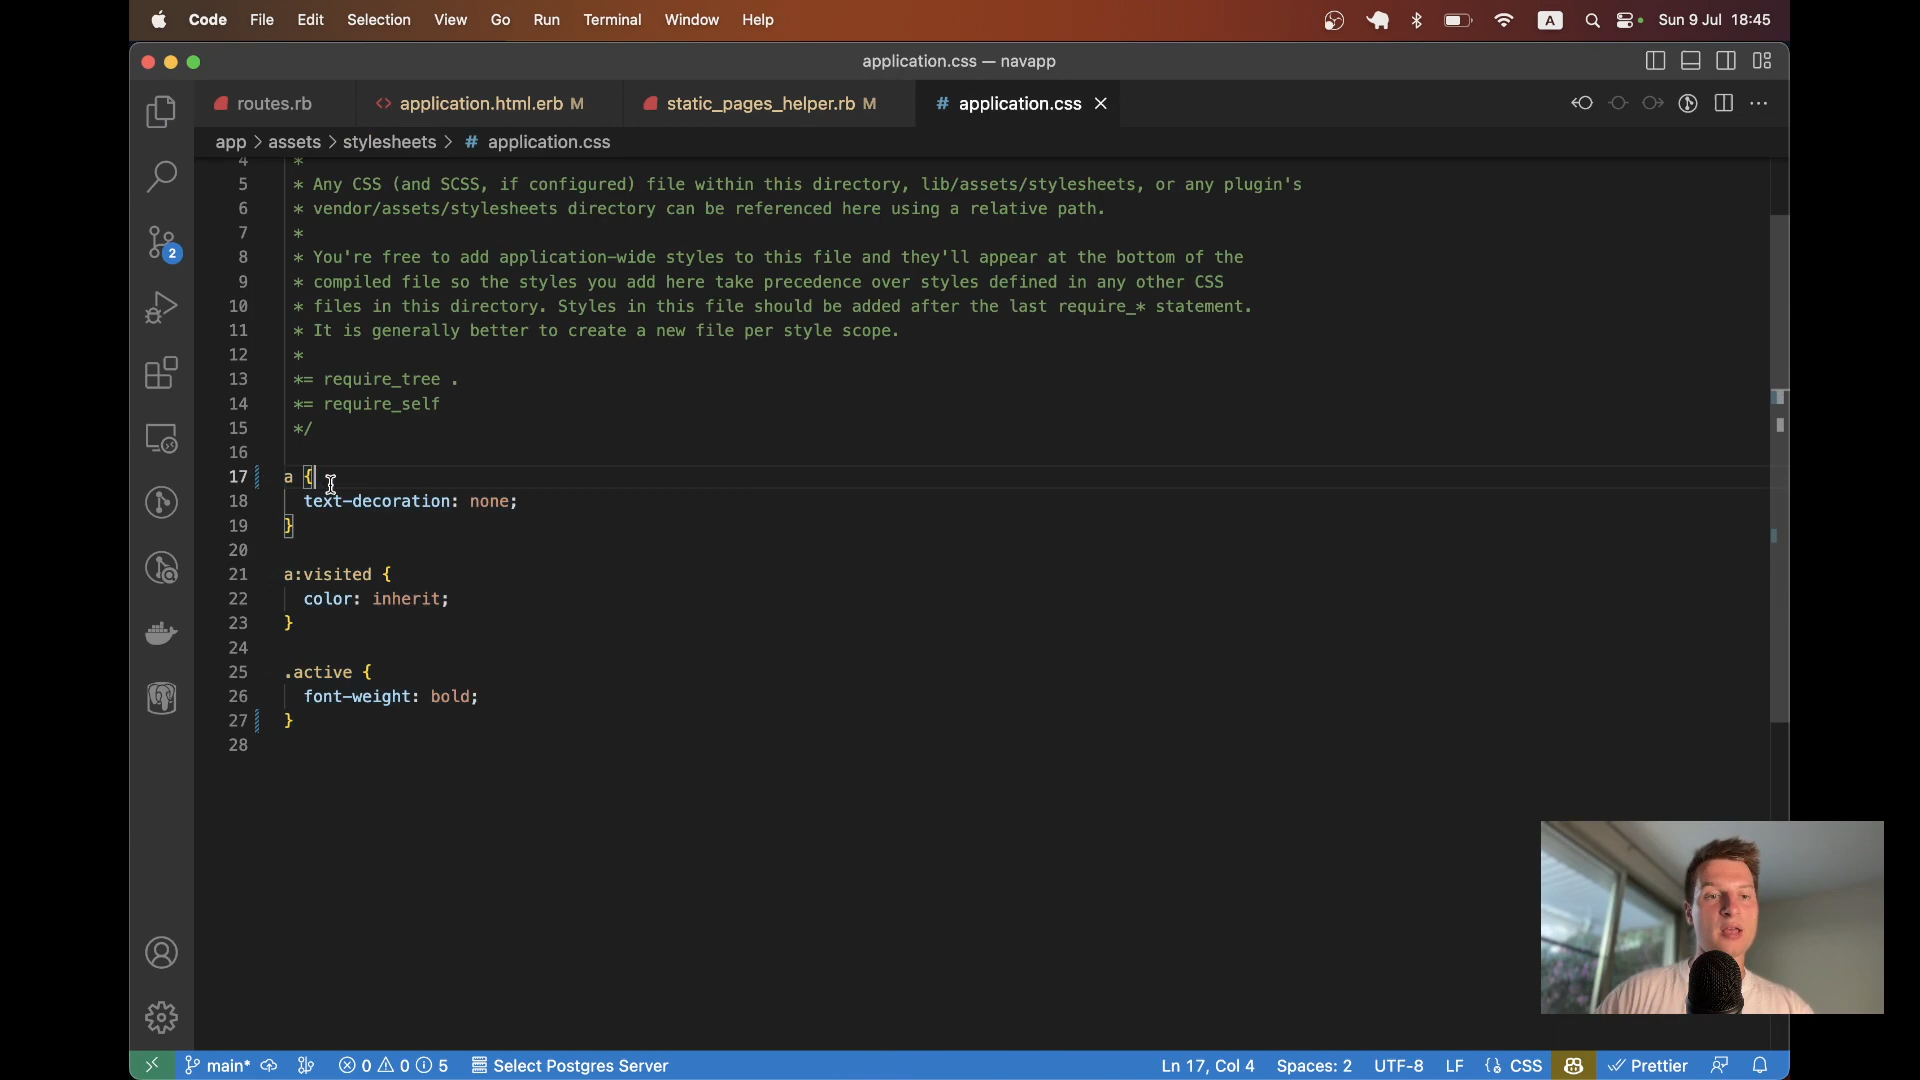 Code File Edit Selection View Go Run Terminal Window Help A Sun 9 Jul 18:45
application.css — navapp
routes.rb <> application.html.erb M static_pages_helper.rb M # application.css
app > assets > stylesheets > # application.css
4 *
5 * Any CSS (and SCSS, if configured) file within this directory, lib/assets/stylesheets, or any plugin's
6 * vendor/assets/stylesheets directory can be referenced here using a relative path.
7 *
8 * You're free to add application-wide styles to this file and they'll appear at the bottom of the
9 * compiled file so the styles you add here take precedence over styles defined in any other CSS
10 * files in this directory. Styles in this file should be added after the last require_* statement.
11 * It is generally better to create a new file per style scope.
12 *
13 *= require_tree .
14 *= require_self
15 */
16
17 a {
18 text-decoration: none;
19 }
20
21 a:visited {
22 color: inherit;
23 }
24
25 .active {
26 font-weight: bold;
27 }
28
2
main* 0 0 5 Select Postgres Server Ln 17, Col 4 Spaces: 2 UTF-8 LF {} CSS Prettier